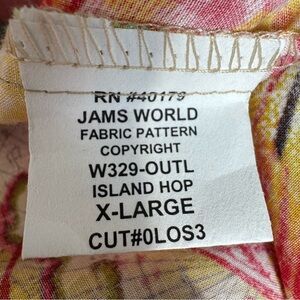 RN #40179
JAMS WORLD
FABRIC PATTERN
COPYRIGHT
W329-OUTL
ISLAND HOP
X-LARGE
CUT#0LOS3